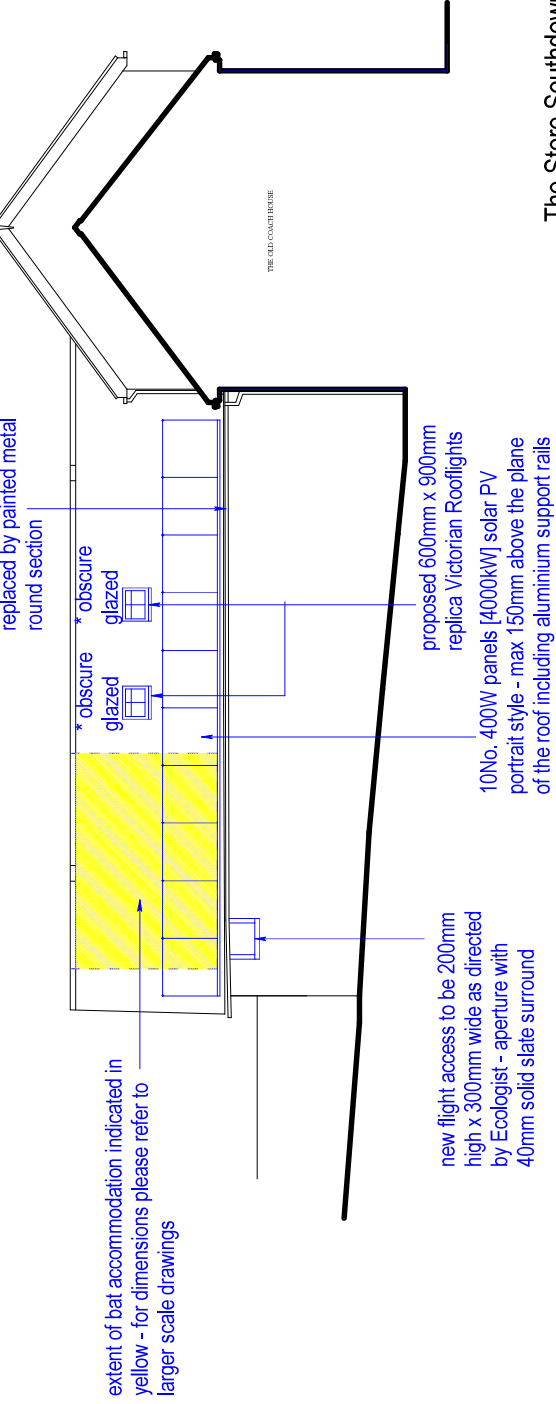 replaced by painted metal
round section
* obscure
glazed
* obscure
glazed
extent of bat accommodation indicated in
yellow - for dimensions please refer to
larger scale drawings
THE OLD COACH HOUSE
proposed 600mm x 900mm
replica Victorian Rooflights
10No. 400W panels [4000kW] solar PV
portrait style - max 150mm above the plane
of the roof including aluminium support rails
new flight access to be 200mm
high x 300mm wide as directed
by Ecologist - aperture with
40mm solid slate surround
The Store Southdown